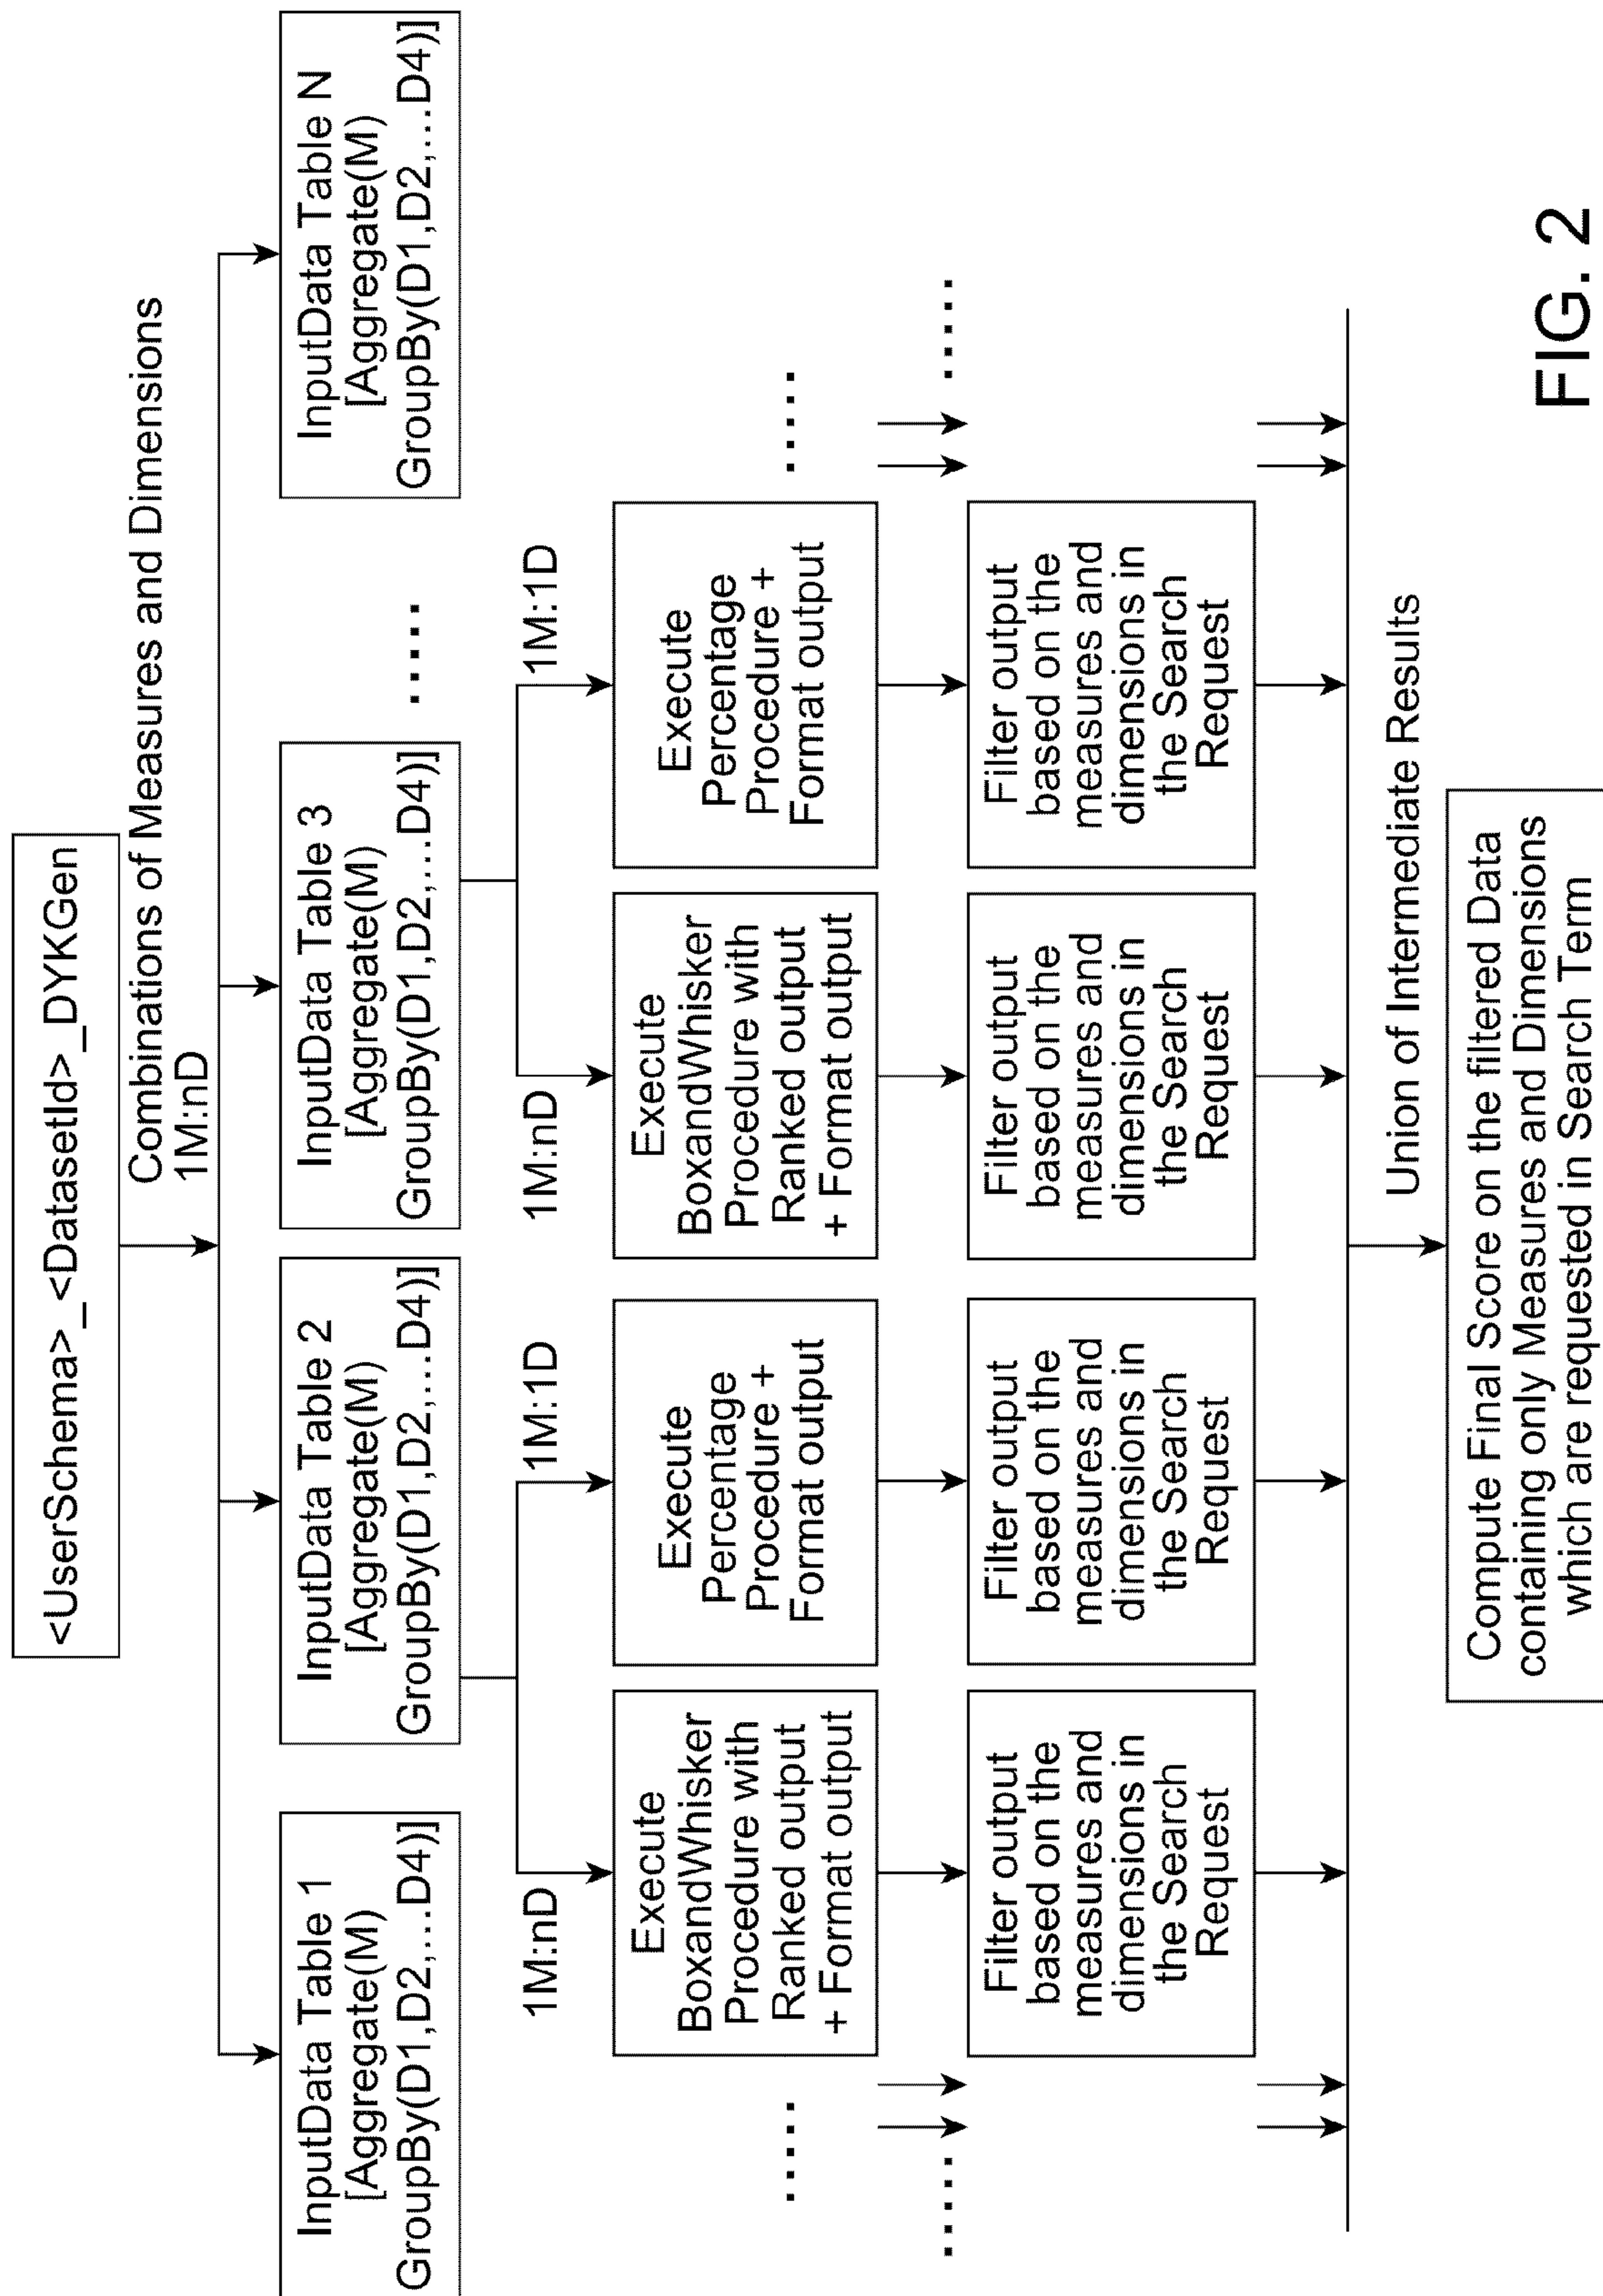 <UserSchema>_<DatasetId>_DYKGen
Combinations of Measures and Dimensions
1M:nD
InputData Table 1
[Aggregate(M)
GroupBy(D1,D2,....D4)]
InputData Table 2
[Aggregate(M)
GroupBy(D1,D2,....D4)]
InputData Table 3
[Aggregate(M)
GroupBy(D1,D2,....D4)]
.....
InputData Table N
[Aggregate(M)
GroupBy(D1,D2,....D4)]
1M:nD
1M:1D
1M:nD
1M:1D
.....
Execute
BoxandWhisker
Procedure with
Ranked output
+ Format output
Execute
Percentage
Procedure +
Format output
Execute
BoxandWhisker
Procedure with
Ranked output
+ Format output
Execute
Percentage
Procedure +
Format output
.....
.....
Filter output
based on the
measures and
dimensions in
the Search
Request
Filter output
based on the
measures and
dimensions in
the Search
Request
Filter output
based on the
measures and
dimensions in
the Search
Request
Filter output
based on the
measures and
dimensions in
the Search
Request
.....
Union of Intermediate Results
Compute Final Score on the filtered Data
containing only Measures and Dimensions
which are requested in Search Term
FIG. 2